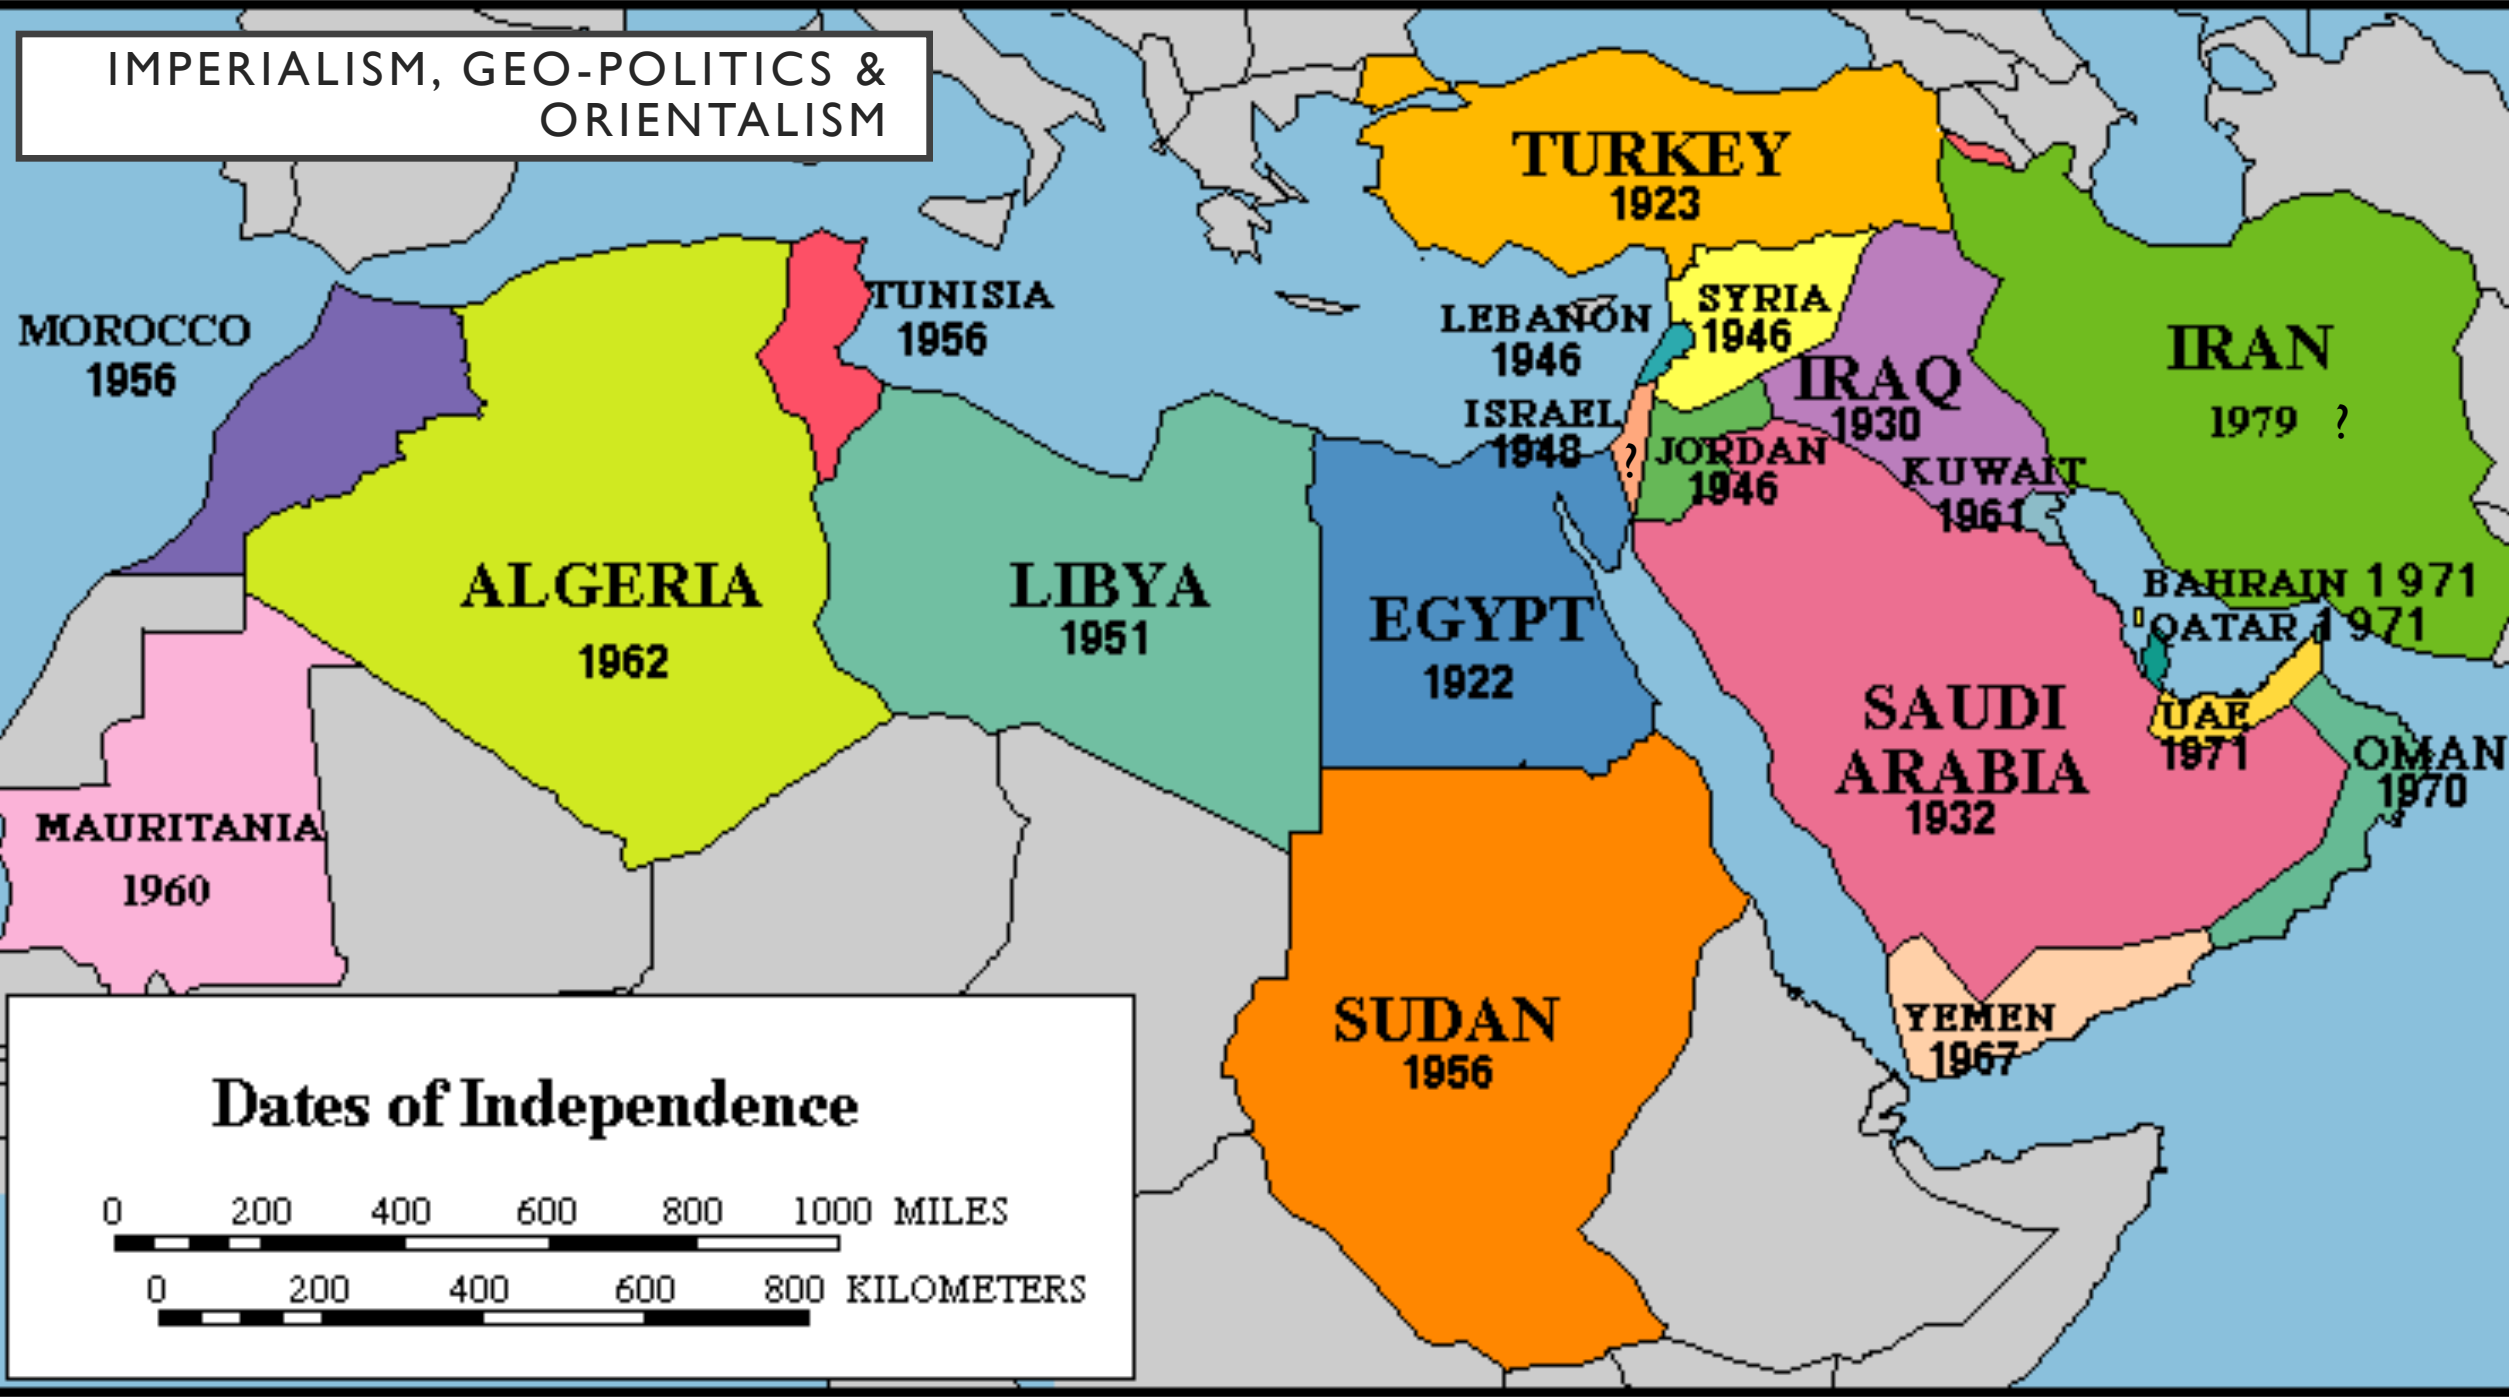 IMPERIALISM, GEO-POLITICS &
ORIENTALISM
TURKEY
1923
MOROCCO
1956
TUNISIA
1956
LEBANON
1946
SYRIA
1946
IRAQ
1930
IRAN
1979 ?
ISRAEL
1948
?
JORDAN
1946
KUWAIT
1961
ALGERIA
1962
LIBYA
1951
EGYPT
1922
BAHRAIN 1971
QATAR 1971
SAUDI
ARABIA
1932
UAE
1971
OMAN
1970
MAURITANIA
1960
SUDAN
1956
YEMEN
1967
Dates of Independence
0 200 400 600 800 1000 MILES
0 200 400 600 800 KILOMETERS